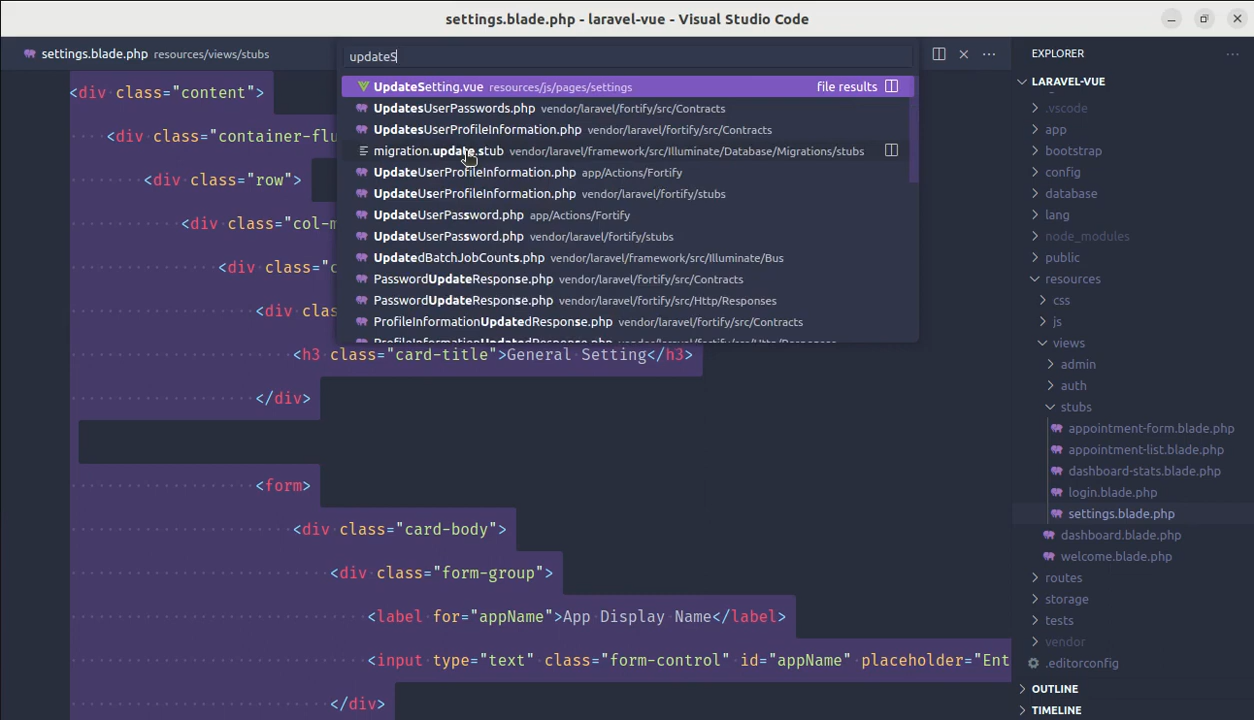 settings.blade.php - laravel-vue - Visual Studio Code
settings.blade.php resources/views/stubs
updateS
UpdateSetting.vue resources/js/pages/settings file results
UpdatesUserPasswords.php vendor/laravel/fortify/src/Contracts
UpdatesUserProfileInformation.php vendor/laravel/fortify/src/Contracts
migration.update.stub vendor/laravel/framework/src/Illuminate/Database/Migrations/stubs
UpdateUserProfileInformation.php app/Actions/Fortify
UpdateUserProfileInformation.php vendor/laravel/fortify/stubs
UpdateUserPassword.php app/Actions/Fortify
UpdateUserPassword.php vendor/laravel/fortify/stubs
UpdatedBatchJobCounts.php vendor/laravel/framework/src/Illuminate/Bus
PasswordUpdateResponse.php vendor/laravel/fortify/src/Contracts
PasswordUpdateResponse.php vendor/laravel/fortify/src/Http/Responses
ProfileInformationUpdatedResponse.php vendor/laravel/fortify/src/Contracts
ProfileInformationUpdatedResponse.php vendor/laravel/fortify/src/Http/Responses
<div class="content">
<div class="container-flu
<div class="row">
<div class="col-m
<div class="c
<div clas
<h3 class="card-title">General Setting</h3>
</div>
<form>
<div class="card-body">
<div class="form-group">
<label for="appName">App Display Name</label>
<input type="text" class="form-control" id="appName" placeholder="Ent
</div>
EXPLORER
LARAVEL-VUE
.vscode
app
bootstrap
config
database
lang
node_modules
public
resources
css
js
views
admin
auth
stubs
appointment-form.blade.php
appointment-list.blade.php
dashboard-stats.blade.php
login.blade.php
settings.blade.php
dashboard.blade.php
welcome.blade.php
routes
storage
tests
vendor
.editorconfig
OUTLINE
TIMELINE